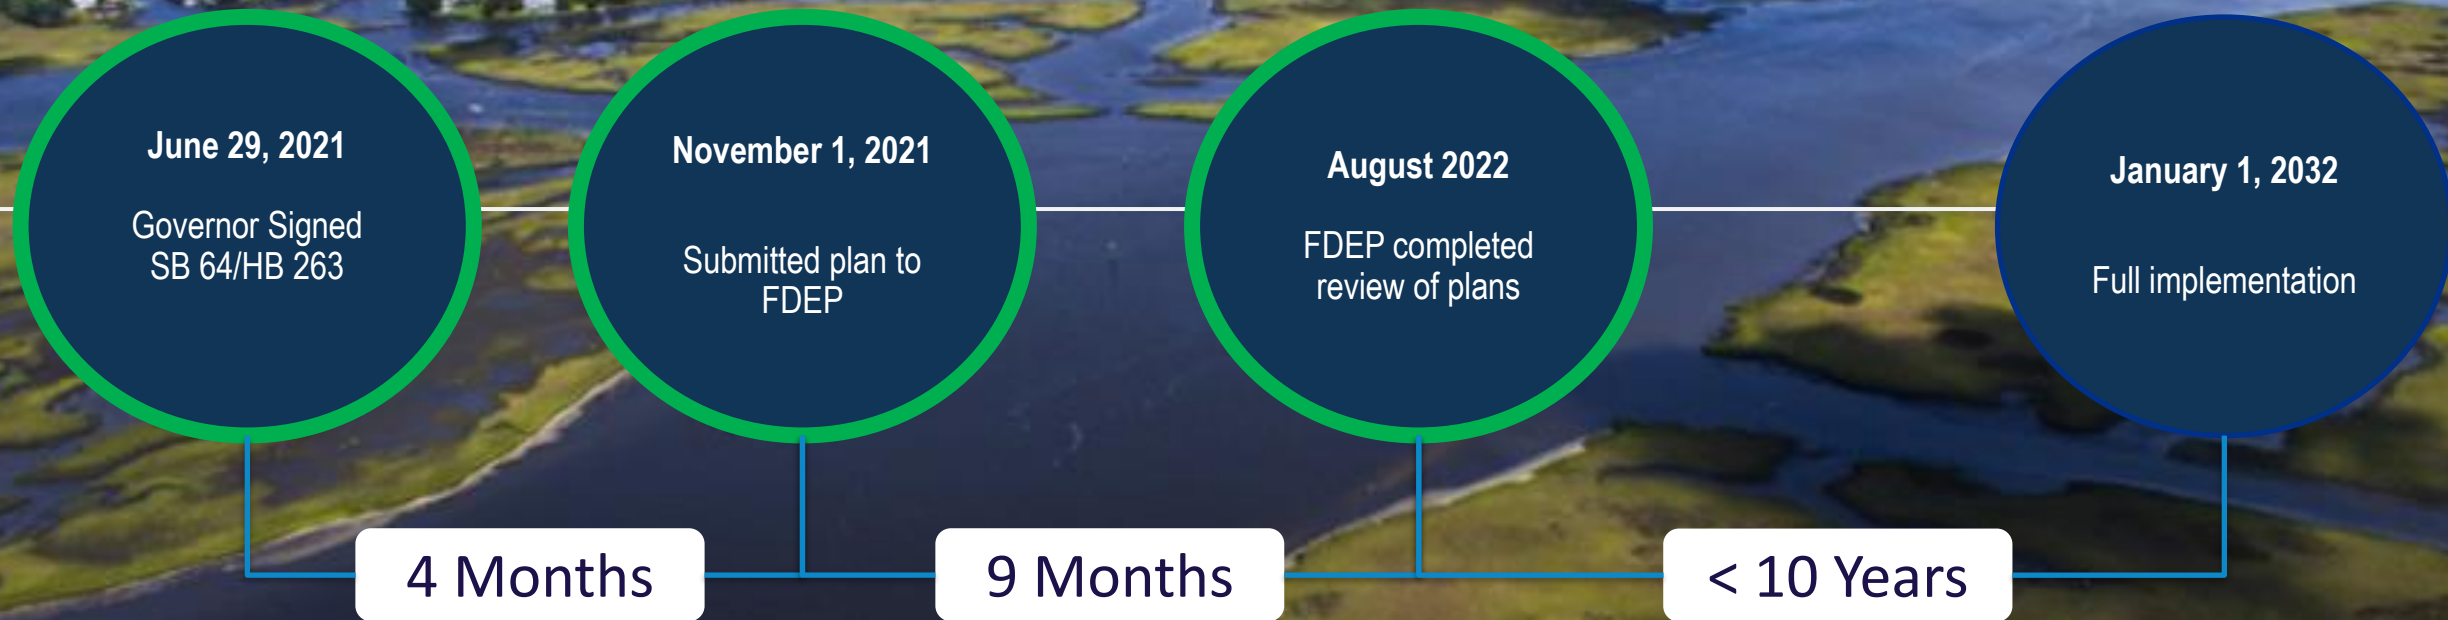 June 29, 2021
Governor Signed
SB 64/HB 263
November 1, 2021
Submitted plan to
FDEP
August 2022
FDEP completed
review of plans
January 1, 2032
Full implementation
4 Months
9 Months
< 10 Years